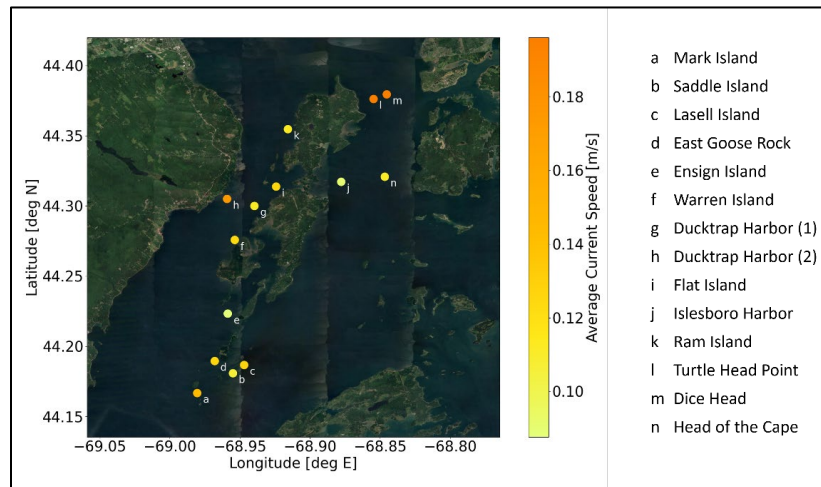 44.40
44.35
44.30
44.25
44.20
44.15
Latitude [deg N]
−69.05 −69.00 −68.95 −68.90 −68.85 −68.80
Longitude [deg E]
l
m
k
i
j
n
h
g
f
e
d
b
c
a
0.18
0.16
0.14
0.12
0.10
Average Current Speed [m/s]
a Mark Island
b Saddle Island
c Lasell Island
d East Goose Rock
e Ensign Island
f Warren Island
g Ducktrap Harbor (1)
h Ducktrap Harbor (2)
i Flat Island
j Islesboro Harbor
k Ram Island
l Turtle Head Point
m Dice Head
n Head of the Cape